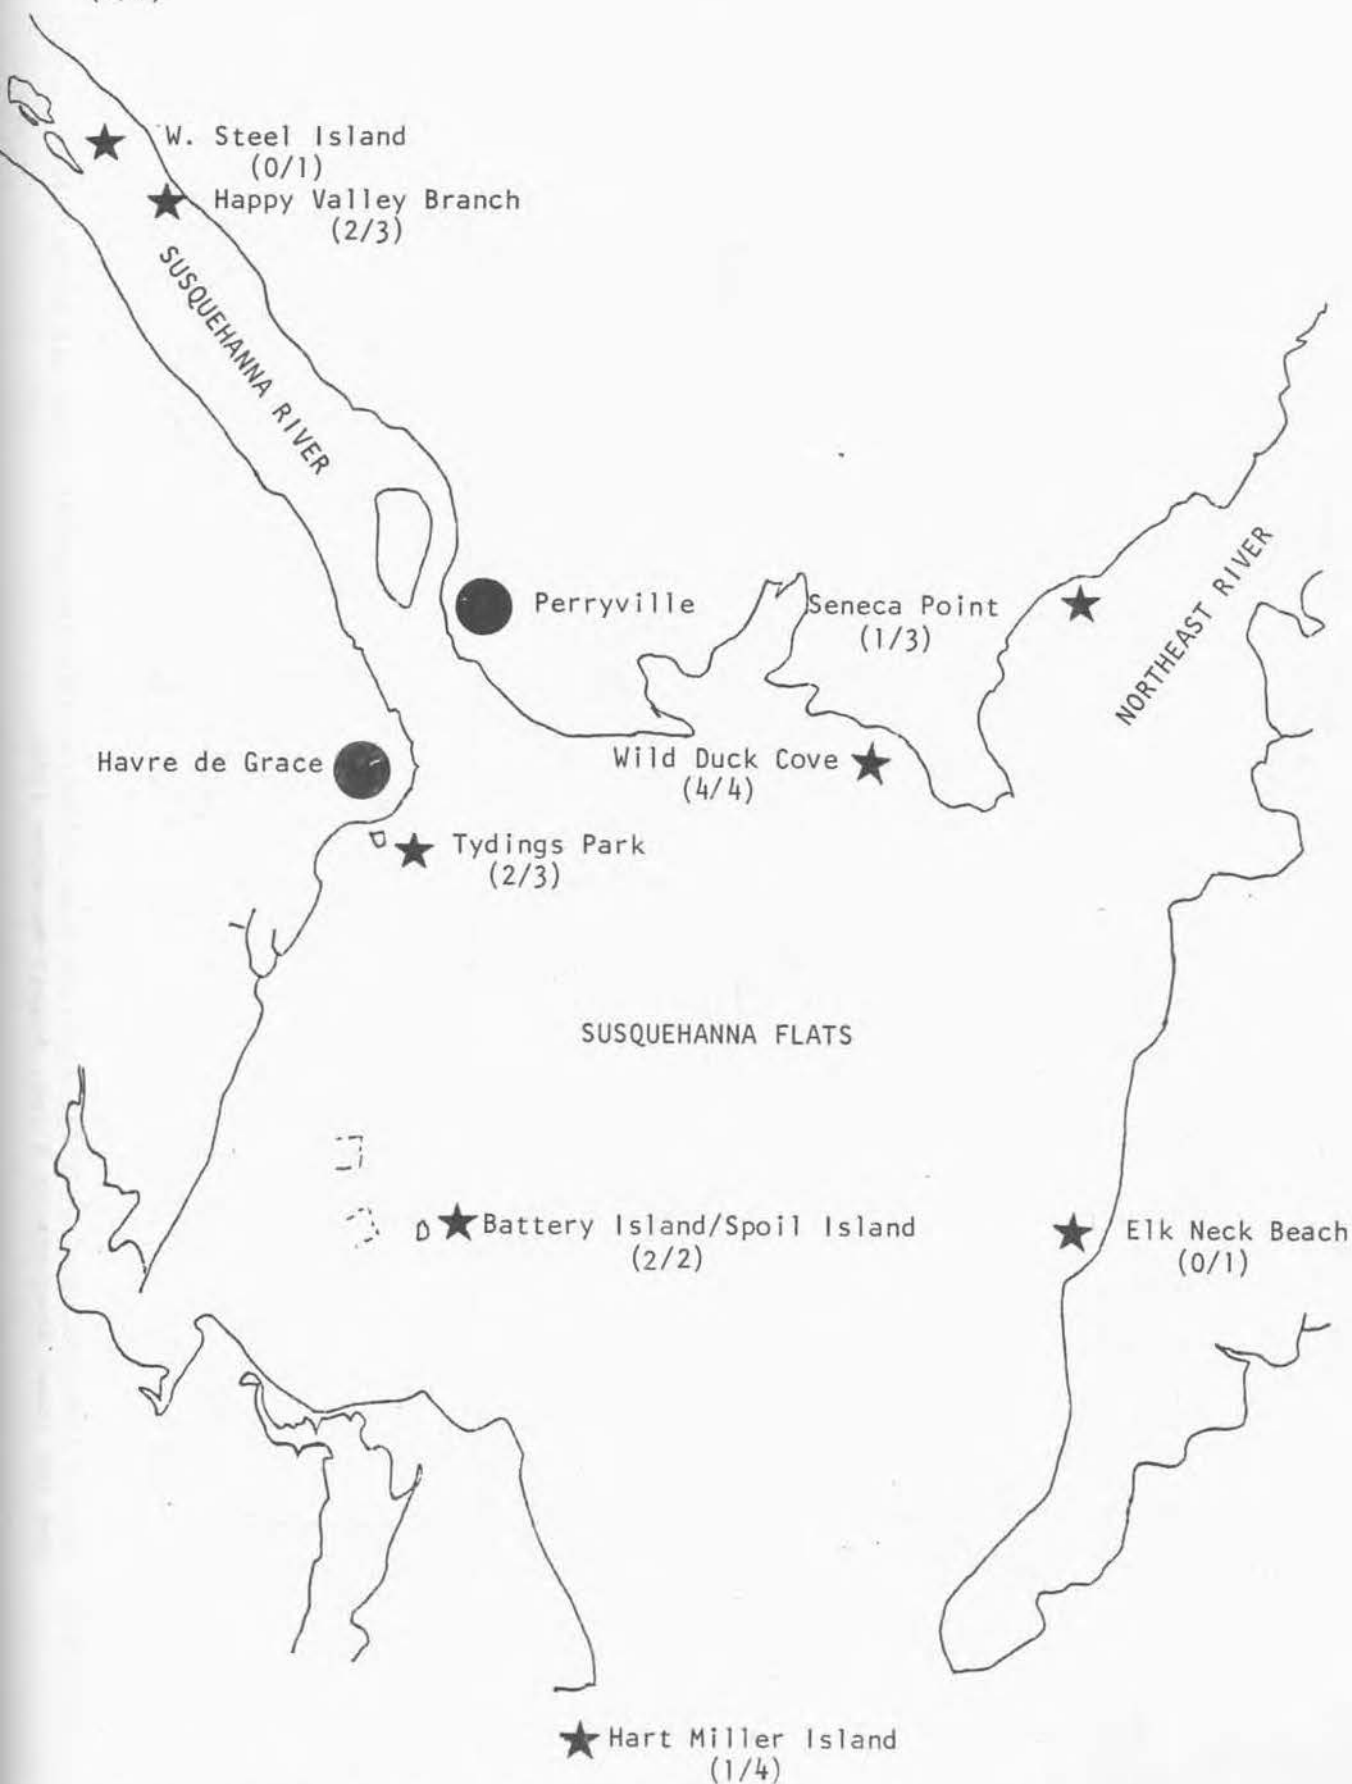 W. Steel Island
(0/1)
Happy Valley Branch
(2/3)
SUSQUEHANNA RIVER
Perryville
Seneca Point
(1/3)
NORTHEAST RIVER
Havre de Grace
Wild Duck Cove
(4/4)
Tydings Park
(2/3)
SUSQUEHANNA FLATS
Battery Island/Spoil Island
(2/2)
Elk Neck Beach
(0/1)
Hart Miller Island
(1/4)